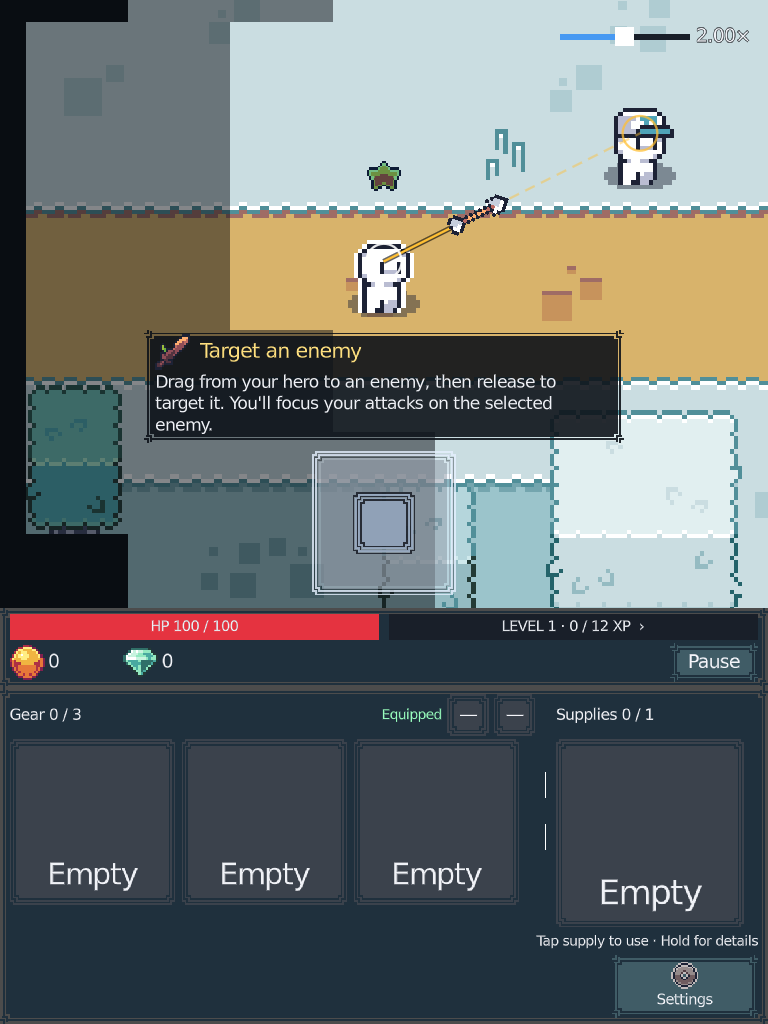 2.00×
Target an enemy
Drag from your hero to an enemy, then release to
target it. You'll focus your attacks on the selected
enemy.
HP 100 / 100
LEVEL 1 · 0 / 12 XP ›
0
0
Pause
Gear 0 / 3
Equipped
—
—
Supplies 0 / 1
Empty
Empty
Empty
Empty
Tap supply to use · Hold for details
Settings